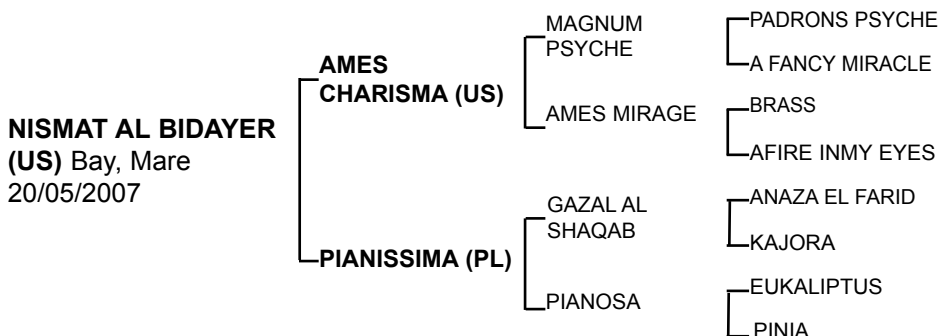 NISMAT AL BIDAYER
(US) Bay, Mare
20/05/2007
AMES
CHARISMA (US)
PIANISSIMA (PL)
MAGNUM
PSYCHE
AMES MIRAGE
GAZAL AL
SHAQAB
PIANOSA
PADRONS PSYCHE
A FANCY MIRACLE
BRASS
AFIRE INMY EYES
ANAZA EL FARID
KAJORA
EUKALIPTUS
PINIA